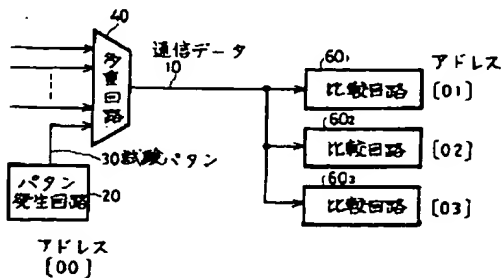 40
多重回路
通信データ
10
アドレス
60₁
比較回路
[01]
60₂
比較回路
[02]
60₃
比較回路
[03]
30試験パタン
パタン
発生回路
20
アドレス
[00]